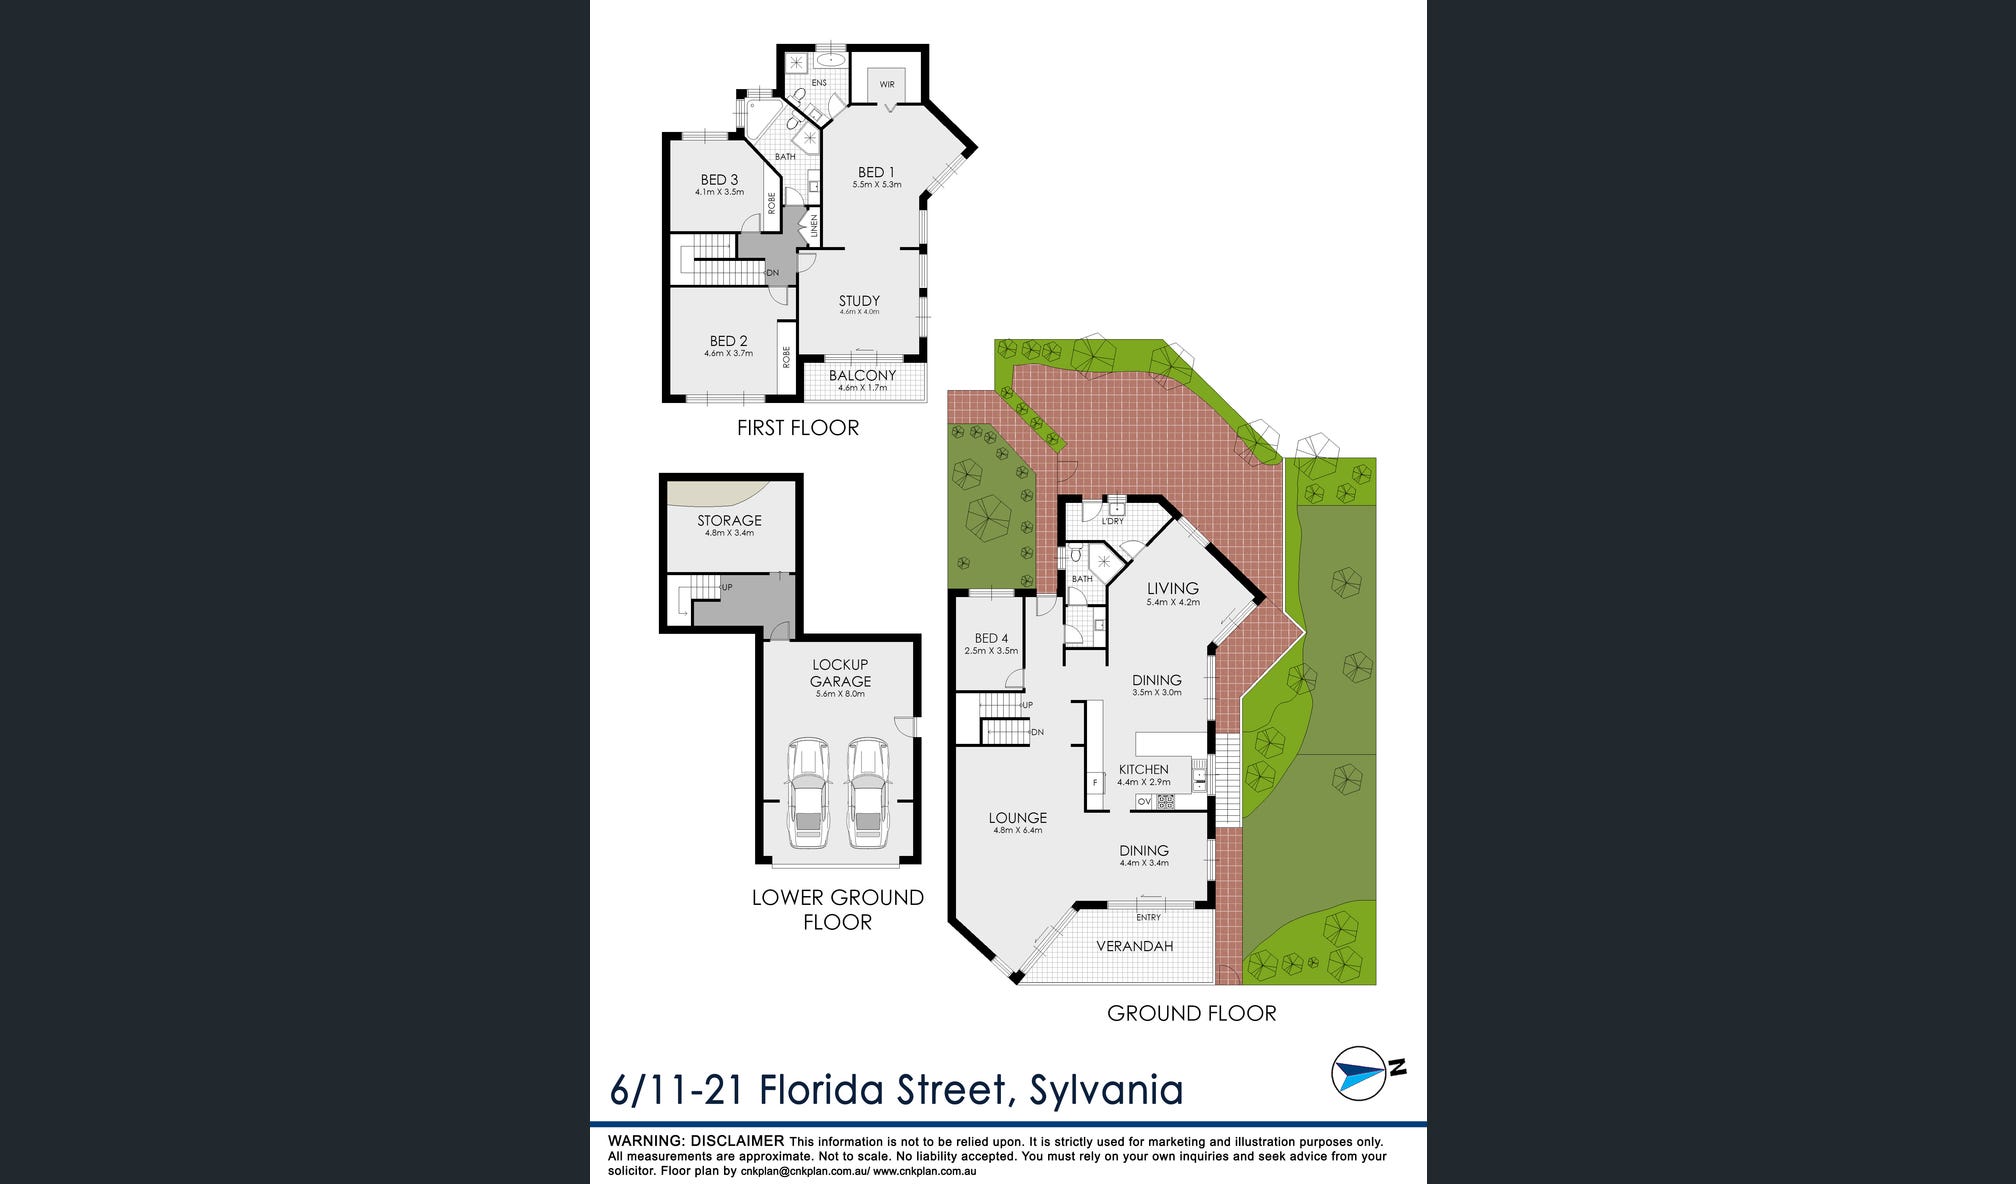 ENS
WIR
BATH
BED 1
5.5m X 5.3m
BED 3
4.1m X 3.5m
ROBE
LINEN
DN
STUDY
4.6m X 4.0m
BED 2
4.6m X 3.7m
ROBE
BALCONY
4.6m X 1.7m
FIRST FLOOR
STORAGE
4.8m X 3.4m
UP
LOCKUP
GARAGE
5.6m X 8.0m
LOWER GROUND
FLOOR
L'DRY
BATH
LIVING
5.4m X 4.2m
BED 4
2.5m X 3.5m
DINING
3.5m X 3.0m
UP
DN
KITCHEN
4.4m X 2.9m
F
OV
LOUNGE
4.8m X 6.4m
DINING
4.4m X 3.4m
ENTRY
VERANDAH
GROUND FLOOR
N
6/11-21 Florida Street, Sylvania
WARNING: DISCLAIMER This information is not to be relied upon. It is strictly used for marketing and illustration purposes only.
All measurements are approximate. Not to scale. No liability accepted. You must rely on your own inquiries and seek advice from your
solicitor. Floor plan by cnkplan@cnkplan.com.au/ www.cnkplan.com.au